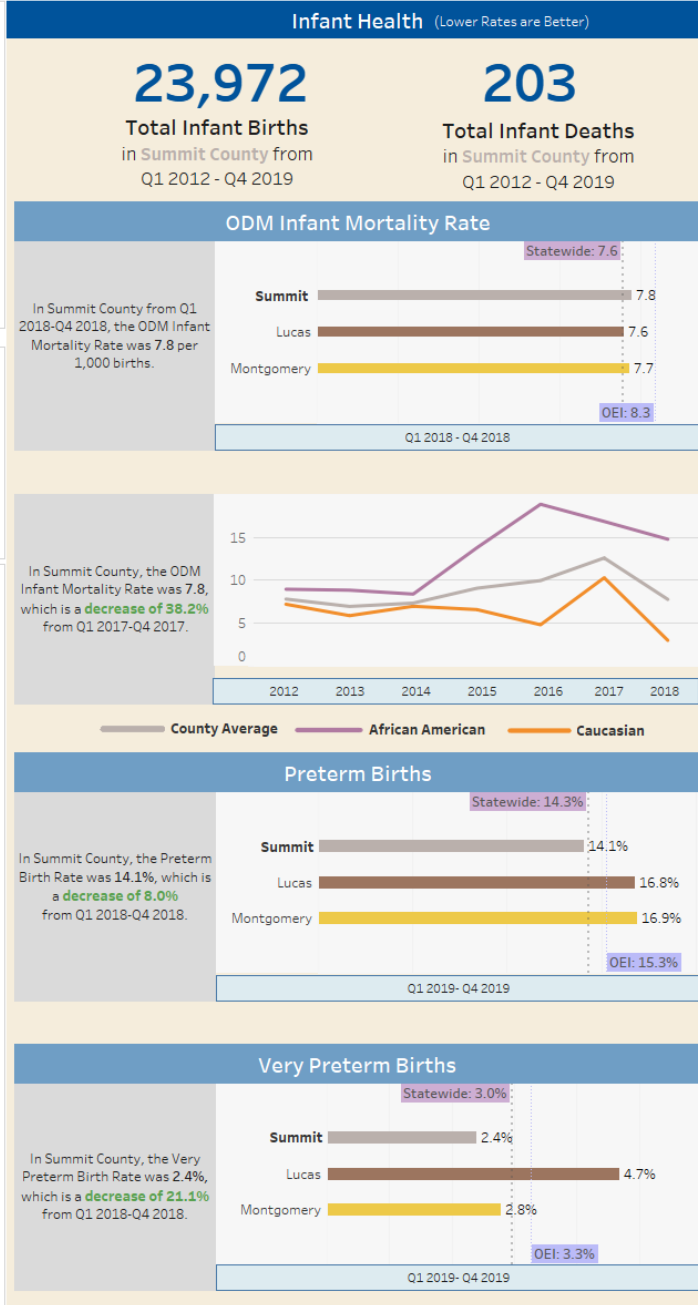 Infant Health (Lower Rates are Better)
23,972
Total Infant Births
in Summit County from
Q1 2012 - Q4 2019
203
Total Infant Deaths
in Summit County from
Q1 2012 - Q4 2019
ODM Infant Mortality Rate
In Summit County from Q1
2018-Q4 2018, the ODM Infant
Mortality Rate was 7.8 per
1,000 births.
Statewide: 7.6
Summit 7.8
Lucas 7.6
Montgomery 7.7
OEI: 8.3
Q1 2018 - Q4 2018
In Summit County, the ODM
Infant Mortality Rate was 7.8,
which is a decrease of 38.2%
from Q1 2017-Q4 2017.
15
10
5
0
2012 2013 2014 2015 2016 2017 2018
County Average African American Caucasian
Preterm Births
In Summit County, the Preterm
Birth Rate was 14.1%, which is
a decrease of 8.0%
from Q1 2018-Q4 2018.
Statewide: 14.3%
Summit 14.1%
Lucas 16.8%
Montgomery 16.9%
OEI: 15.3%
Q1 2019- Q4 2019
Very Preterm Births
In Summit County, the Very
Preterm Birth Rate was 2.4%,
which is a decrease of 21.1%
from Q1 2018-Q4 2018.
Statewide: 3.0%
Summit 2.4%
Lucas 4.7%
Montgomery 2.8%
OEI: 3.3%
Q1 2019- Q4 2019